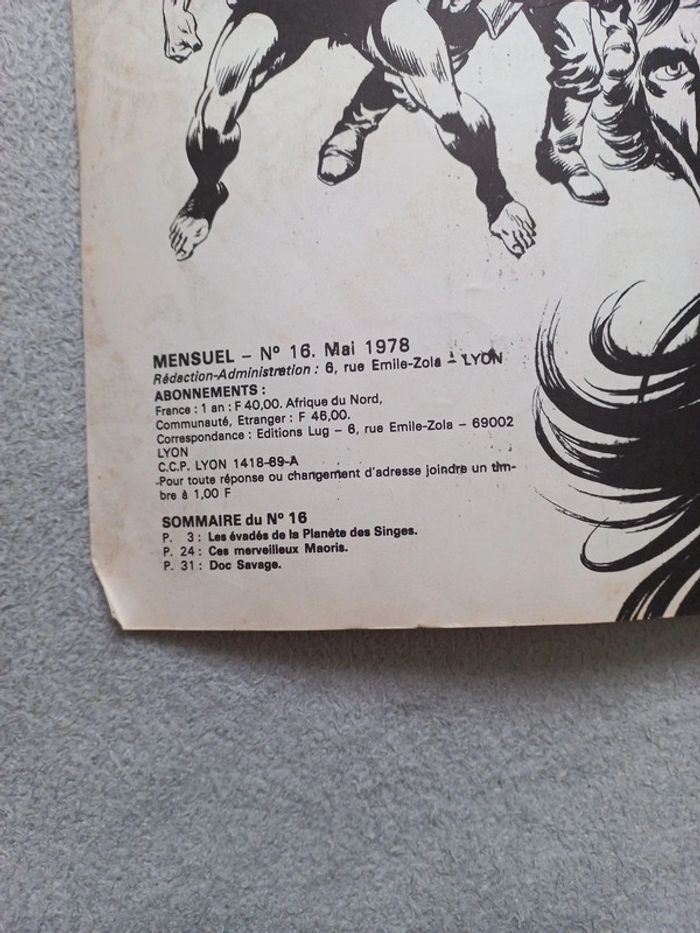 MENSUEL – Nº 16. Mai 1978
Rédaction-Administration : 6, rue Emile-Zola – LYON
ABONNEMENTS :
France : 1 an : F 40,00. Afrique du Nord,
Communauté, Etranger : F 46,00.
Correspondance : Editions Lug – 6, rue Emile-Zola – 69002
LYON
C.C.P. LYON 1418-69-A
Pour toute réponse ou changement d'adresse joindre un tim-
bre à 1,00 F
SOMMAIRE du Nº 16
P. 3 : Les évadés de la Planète des Singes.
P. 24 : Ces merveilleux Maoris.
P. 31 : Doc Savage.